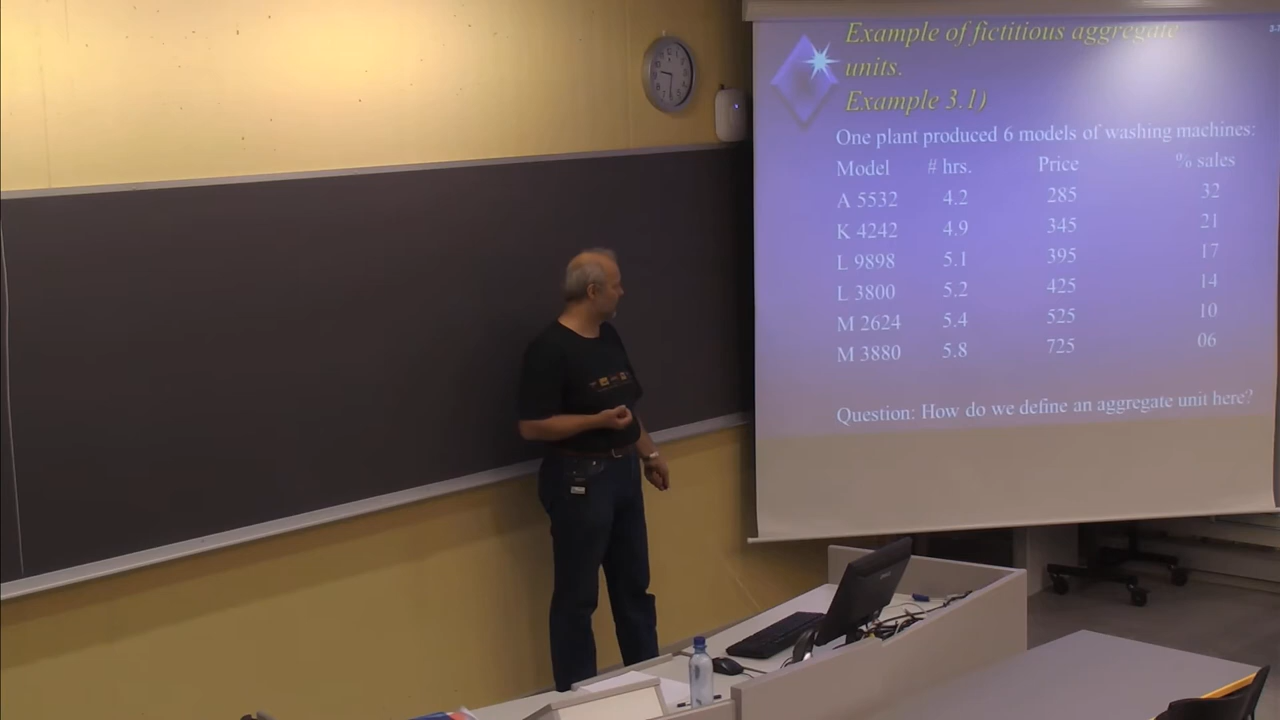 Example of fictitious aggregate
units.
Example 3.1)
One plant produced 6 models of washing machines:
Model # hrs. Price % sales
A 5532 4.2 285 32
K 4242 4.9 345 21
L 9898 5.1 395 17
L 3800 5.2 425 14
M 2624 5.4 525 10
M 3880 5.8 725 06
Question: How do we define an aggregate unit here?